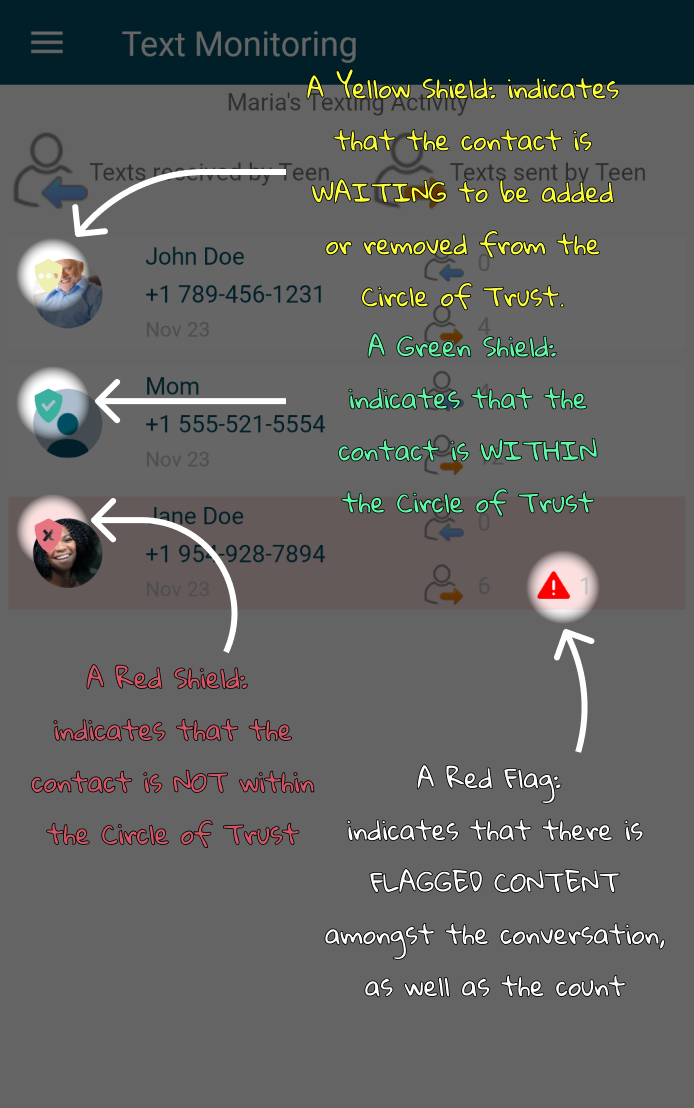 Text Monitoring
Maria's Texting Activity
Texts received by Teen
Texts sent by Teen
A Yellow Shield: indicates
that the contact is
WAITING to be added
or removed from the
Circle of Trust.
John Doe
+1 789-456-1231
Nov 23
0
4
A Green Shield:
indicates that the
contact is WITHIN
the Circle of Trust
Mom
+1 555-521-5554
Nov 23
Jane Doe
+1 954-928-7894
Nov 23
0
6
1
A Red Shield:
indicates that the
contact is NOT within
the Circle of Trust
A Red Flag:
indicates that there is
FLAGGED CONTENT
amongst the conversation,
as well as the count